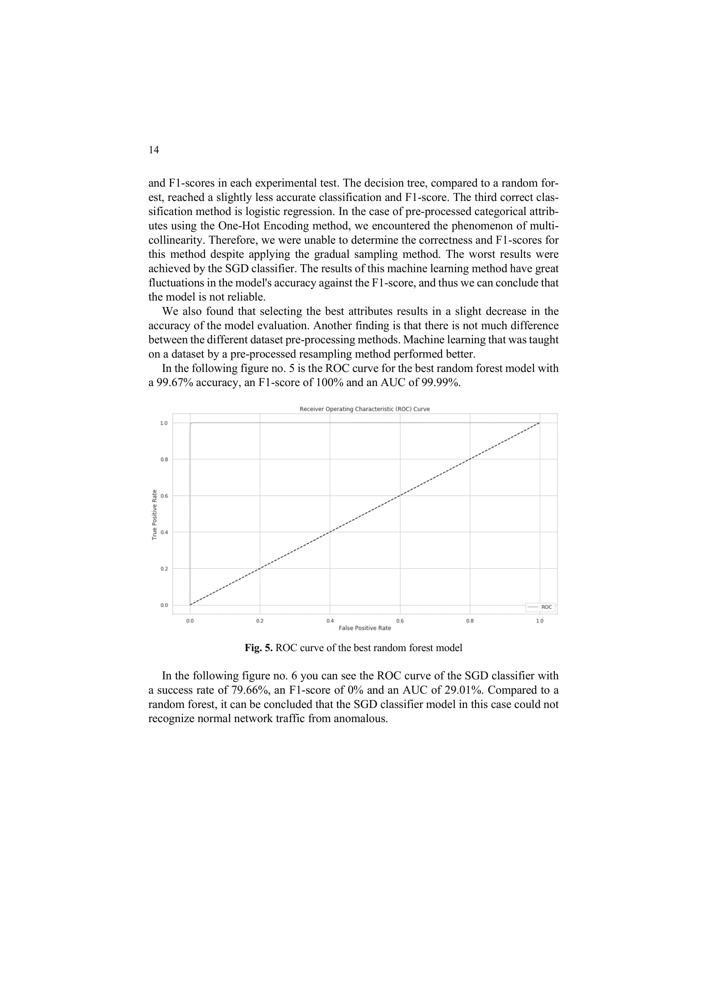 14
and F1-scores in each experimental test. The decision tree, compared to a random for-
est, reached a slightly less accurate classification and F1-score. The third correct clas-
sification method is logistic regression. In the case of pre-processed categorical attrib-
utes using the One-Hot Encoding method, we encountered the phenomenon of multi-
collinearity. Therefore, we were unable to determine the correctness and F1-scores for
this method despite applying the gradual sampling method. The worst results were
achieved by the SGD classifier. The results of this machine learning method have great
fluctuations in the model's accuracy against the F1-score, and thus we can conclude that
the model is not reliable.
We also found that selecting the best attributes results in a slight decrease in the
accuracy of the model evaluation. Another finding is that there is not much difference
between the different dataset pre-processing methods. Machine learning that was taught
on a dataset by a pre-processed resampling method performed better.
In the following figure no. 5 is the ROC curve for the best random forest model with
a 99.67% accuracy, an F1-score of 100% and an AUC of 99.99%.
Receiver Operating Characteristic (ROC) Curve
1.0
0.8
0.6
0.4
0.2
0.0
True Positive Rate
ROC
0.0 0.2 0.4 0.6 0.8 1.0
False Positive Rate
Fig. 5. ROC curve of the best random forest model
In the following figure no. 6 you can see the ROC curve of the SGD classifier with
a success rate of 79.66%, an F1-score of 0% and an AUC of 29.01%. Compared to a
random forest, it can be concluded that the SGD classifier model in this case could not
recognize normal network traffic from anomalous.